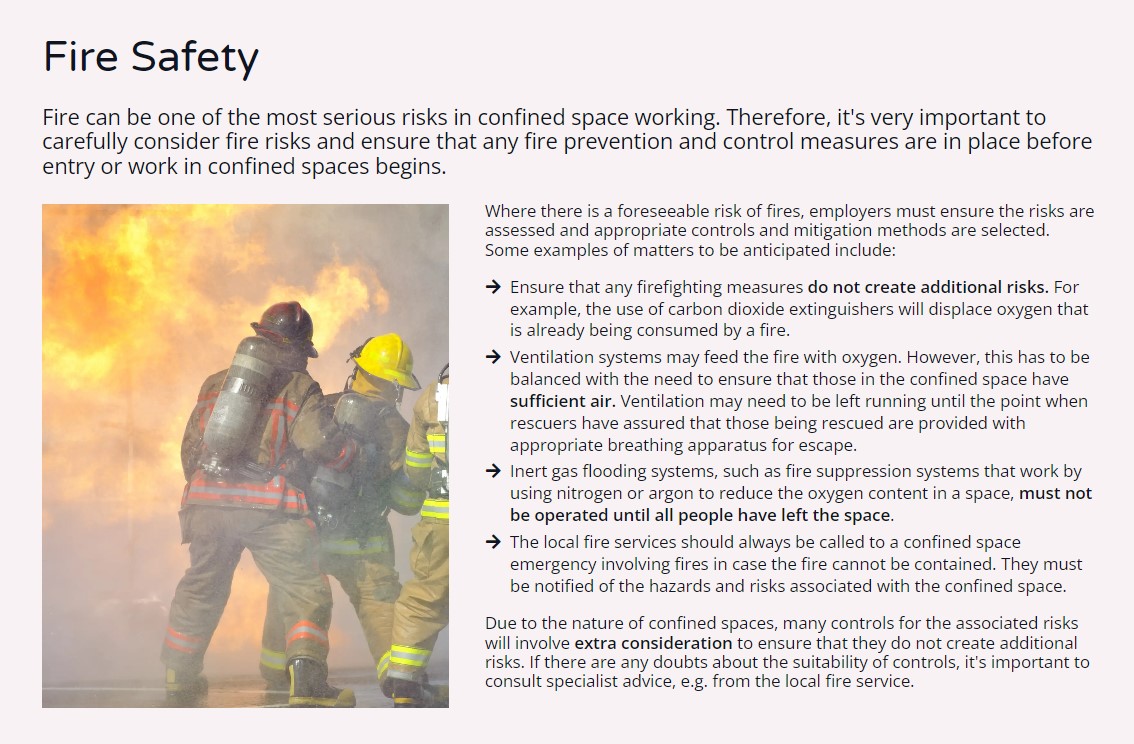 Fire Safety
Fire can be one of the most serious risks in confined space working. Therefore, it's very important to
carefully consider fire risks and ensure that any fire prevention and control measures are in place before
entry or work in confined spaces begins.
Where there is a foreseeable risk of fires, employers must ensure the risks are
assessed and appropriate controls and mitigation methods are selected.
Some examples of matters to be anticipated include:
→ Ensure that any firefighting measures do not create additional risks. For
example, the use of carbon dioxide extinguishers will displace oxygen that
is already being consumed by a fire.
→ Ventilation systems may feed the fire with oxygen. However, this has to be
balanced with the need to ensure that those in the confined space have
sufficient air. Ventilation may need to be left running until the point when
rescuers have assured that those being rescued are provided with
appropriate breathing apparatus for escape.
→ Inert gas flooding systems, such as fire suppression systems that work by
using nitrogen or argon to reduce the oxygen content in a space, must not
be operated until all people have left the space.
→ The local fire services should always be called to a confined space
emergency involving fires in case the fire cannot be contained. They must
be notified of the hazards and risks associated with the confined space.
Due to the nature of confined spaces, many controls for the associated risks
will involve extra consideration to ensure that they do not create additional
risks. If there are any doubts about the suitability of controls, it's important to
consult specialist advice, e.g. from the local fire service.